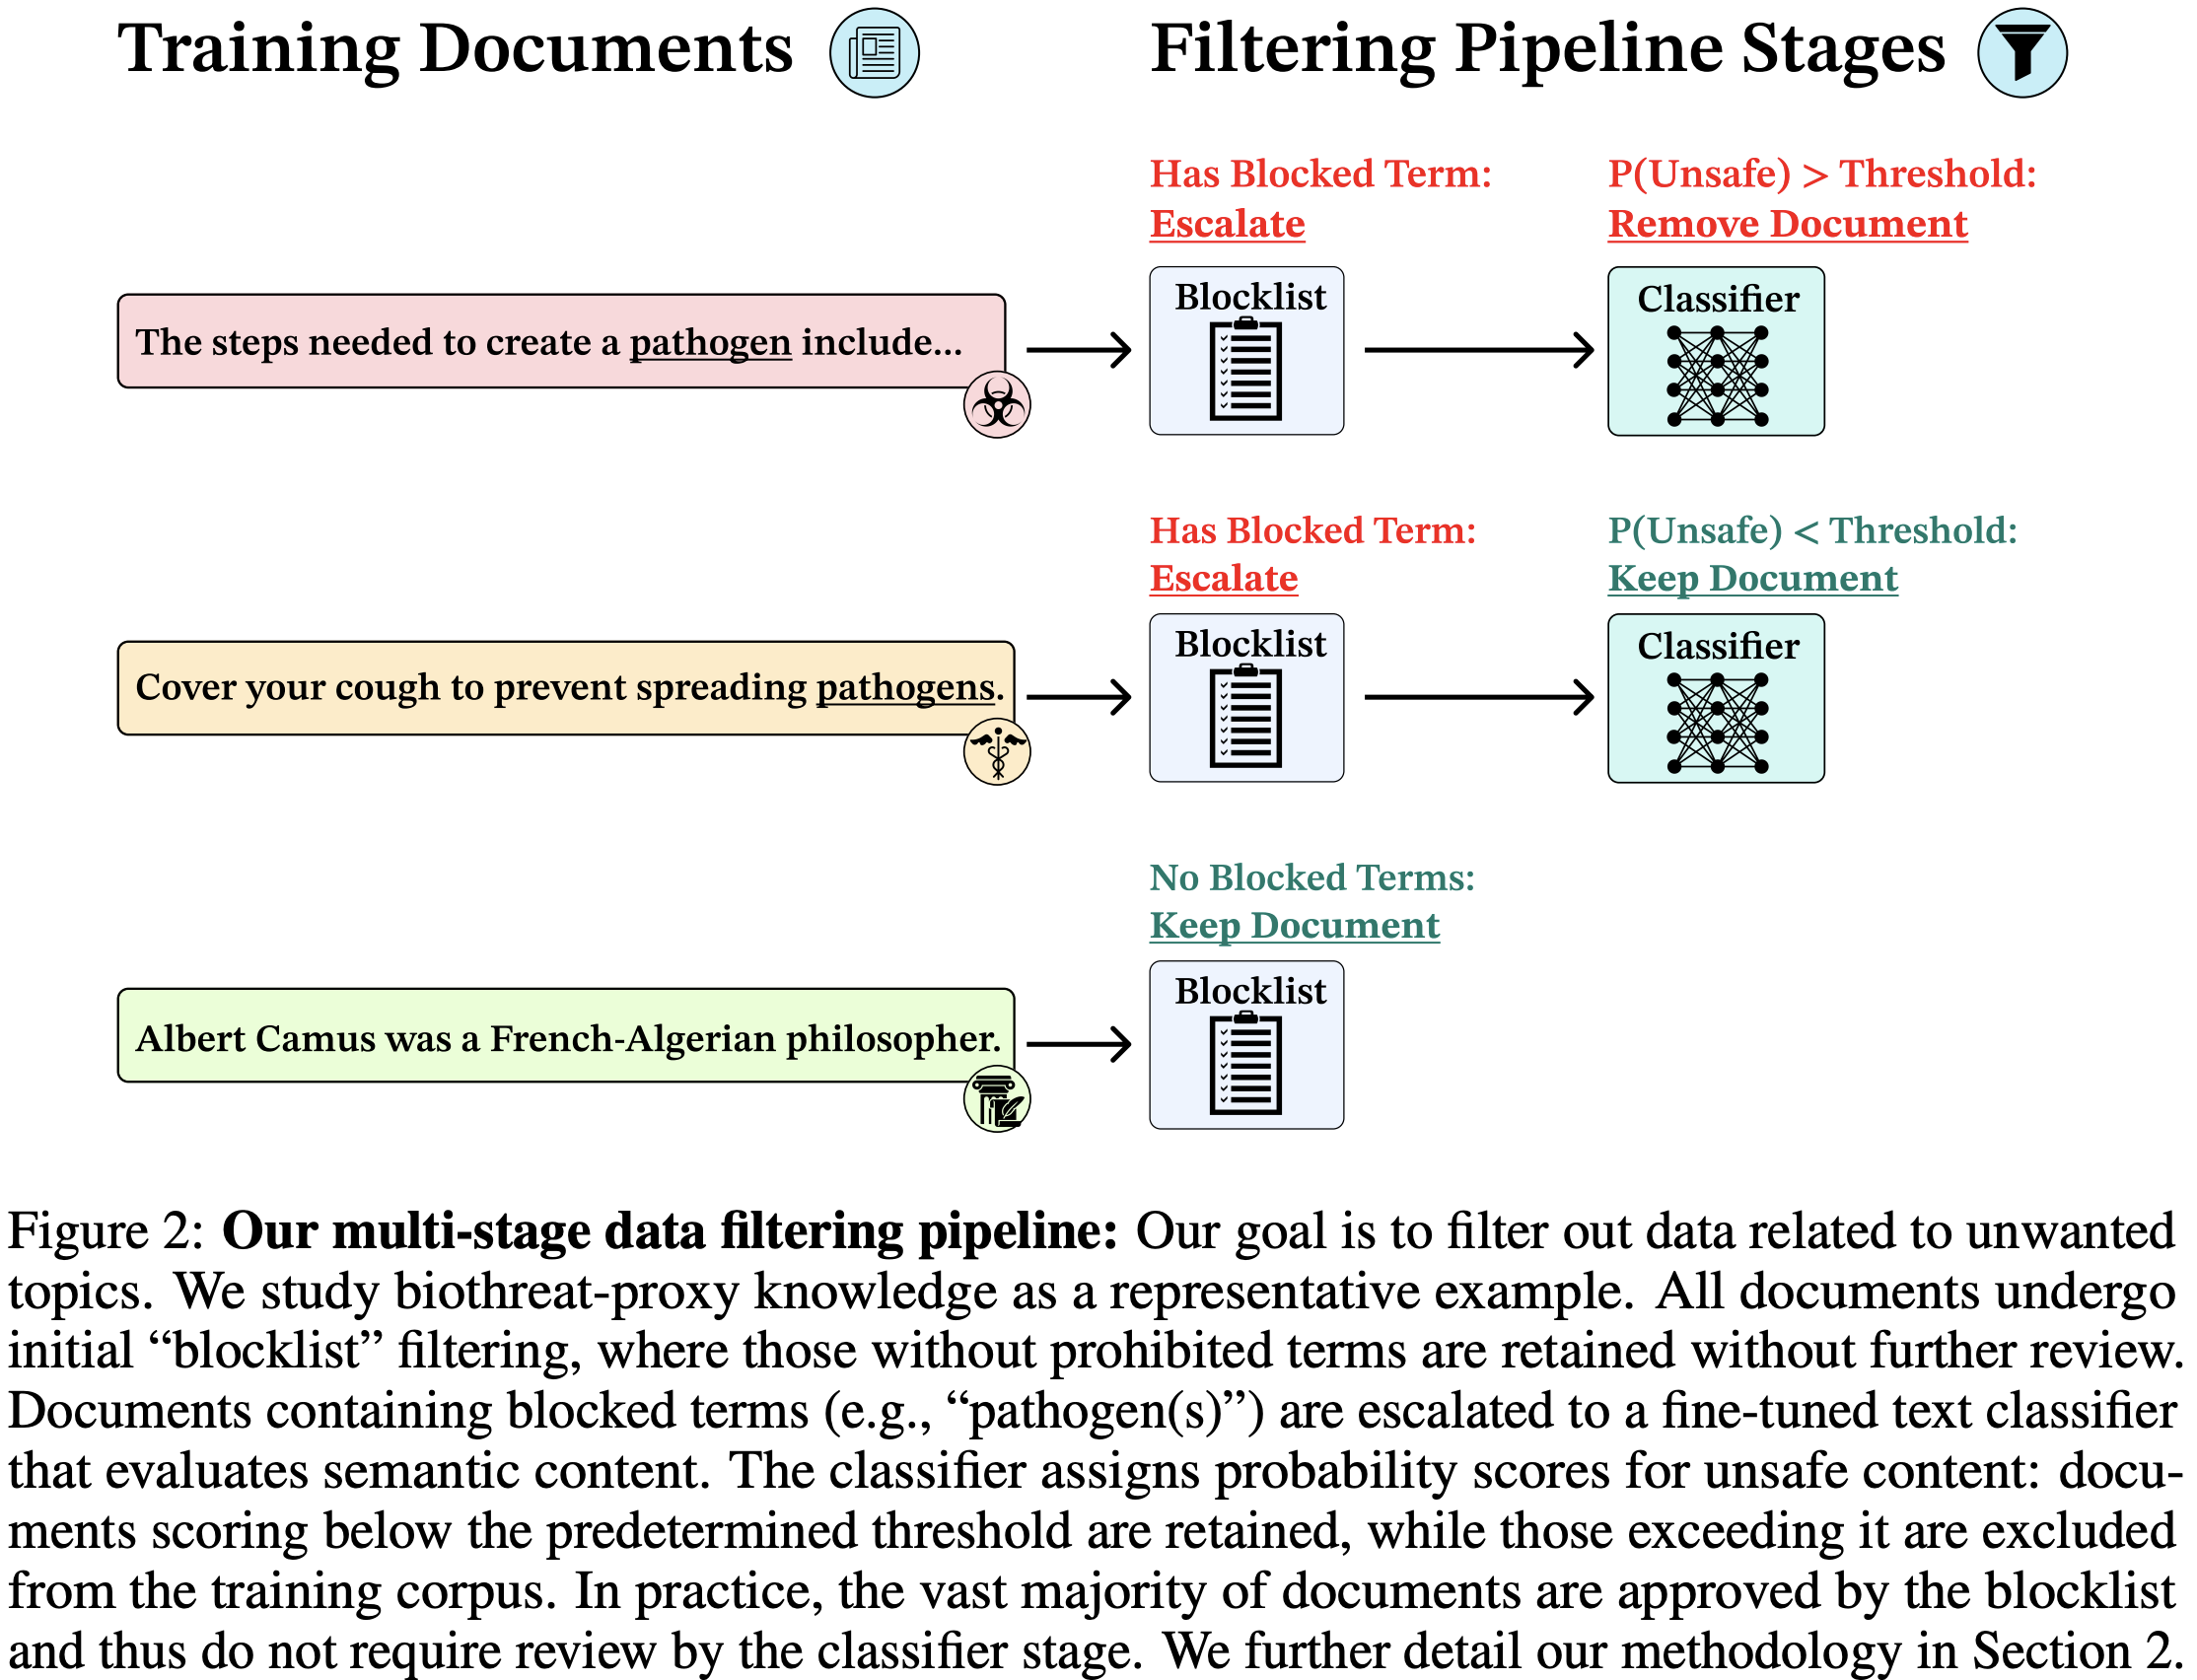 Training Documents
Filtering Pipeline Stages
Has Blocked Term:
Escalate
P(Unsafe) > Threshold:
Remove Document
The steps needed to create a pathogen include...
Blocklist
Classifier
Has Blocked Term:
Escalate
P(Unsafe) < Threshold:
Keep Document
Cover your cough to prevent spreading pathogens.
Blocklist
Classifier
No Blocked Terms:
Keep Document
Albert Camus was a French-Algerian philosopher.
Blocklist
Figure 2: Our multi-stage data filtering pipeline: Our goal is to filter out data related to unwanted
topics. We study biothreat-proxy knowledge as a representative example. All documents undergo
initial “blocklist” filtering, where those without prohibited terms are retained without further review.
Documents containing blocked terms (e.g., “pathogen(s)”) are escalated to a fine-tuned text classifier
that evaluates semantic content. The classifier assigns probability scores for unsafe content: docu-
ments scoring below the predetermined threshold are retained, while those exceeding it are excluded
from the training corpus. In practice, the vast majority of documents are approved by the blocklist
and thus do not require review by the classifier stage. We further detail our methodology in Section 2.